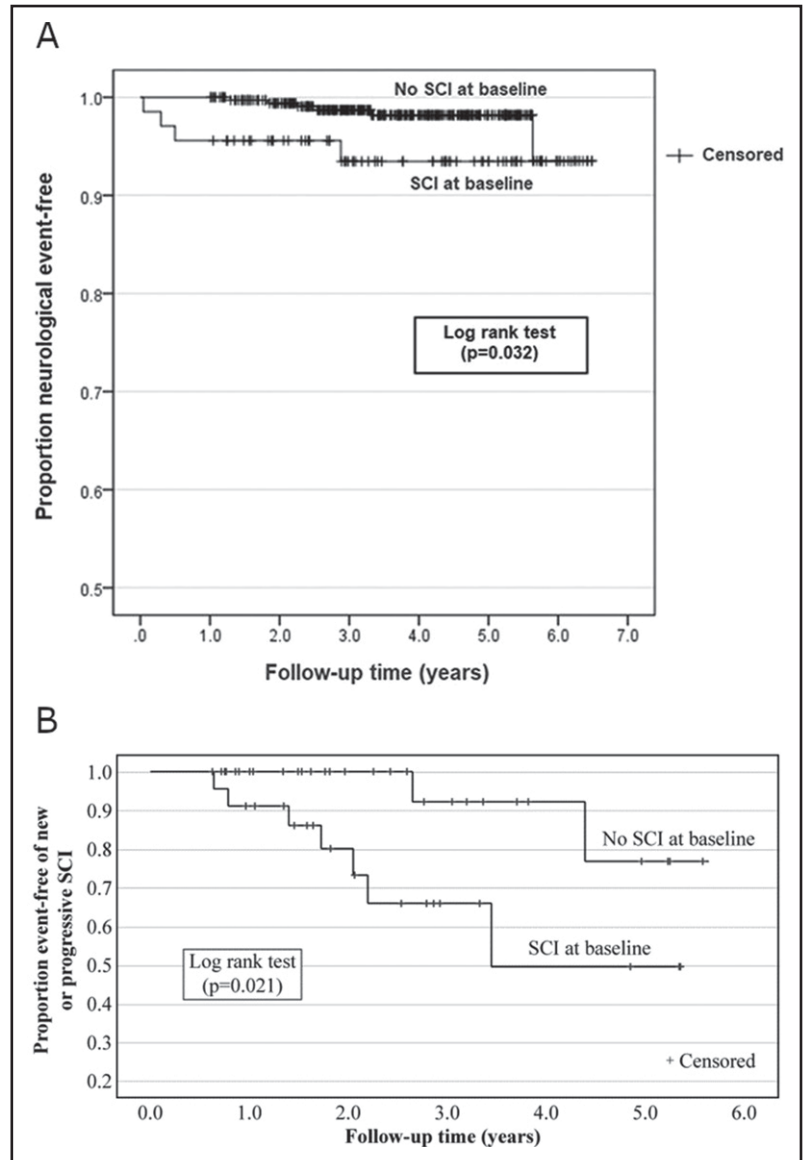 A
No SCI at baseline
SCI at baseline
Censored
Log rank test
(p=0.032)
Proportion neurological event-free
1.0
0.9
0.8
0.7
0.6
0.5
.0 1.0 2.0 3.0 4.0 5.0 6.0 7.0
Follow-up time (years)
B
Proportion event-free of new
or progressive SCI
1.0
0.9
0.8
0.7
0.6
0.5
0.4
0.3
0.2
No SCI at baseline
SCI at baseline
Log rank test
(p=0.021)
+ Censored
0.0 1.0 2.0 3.0 4.0 5.0 6.0
Follow-up time (years)